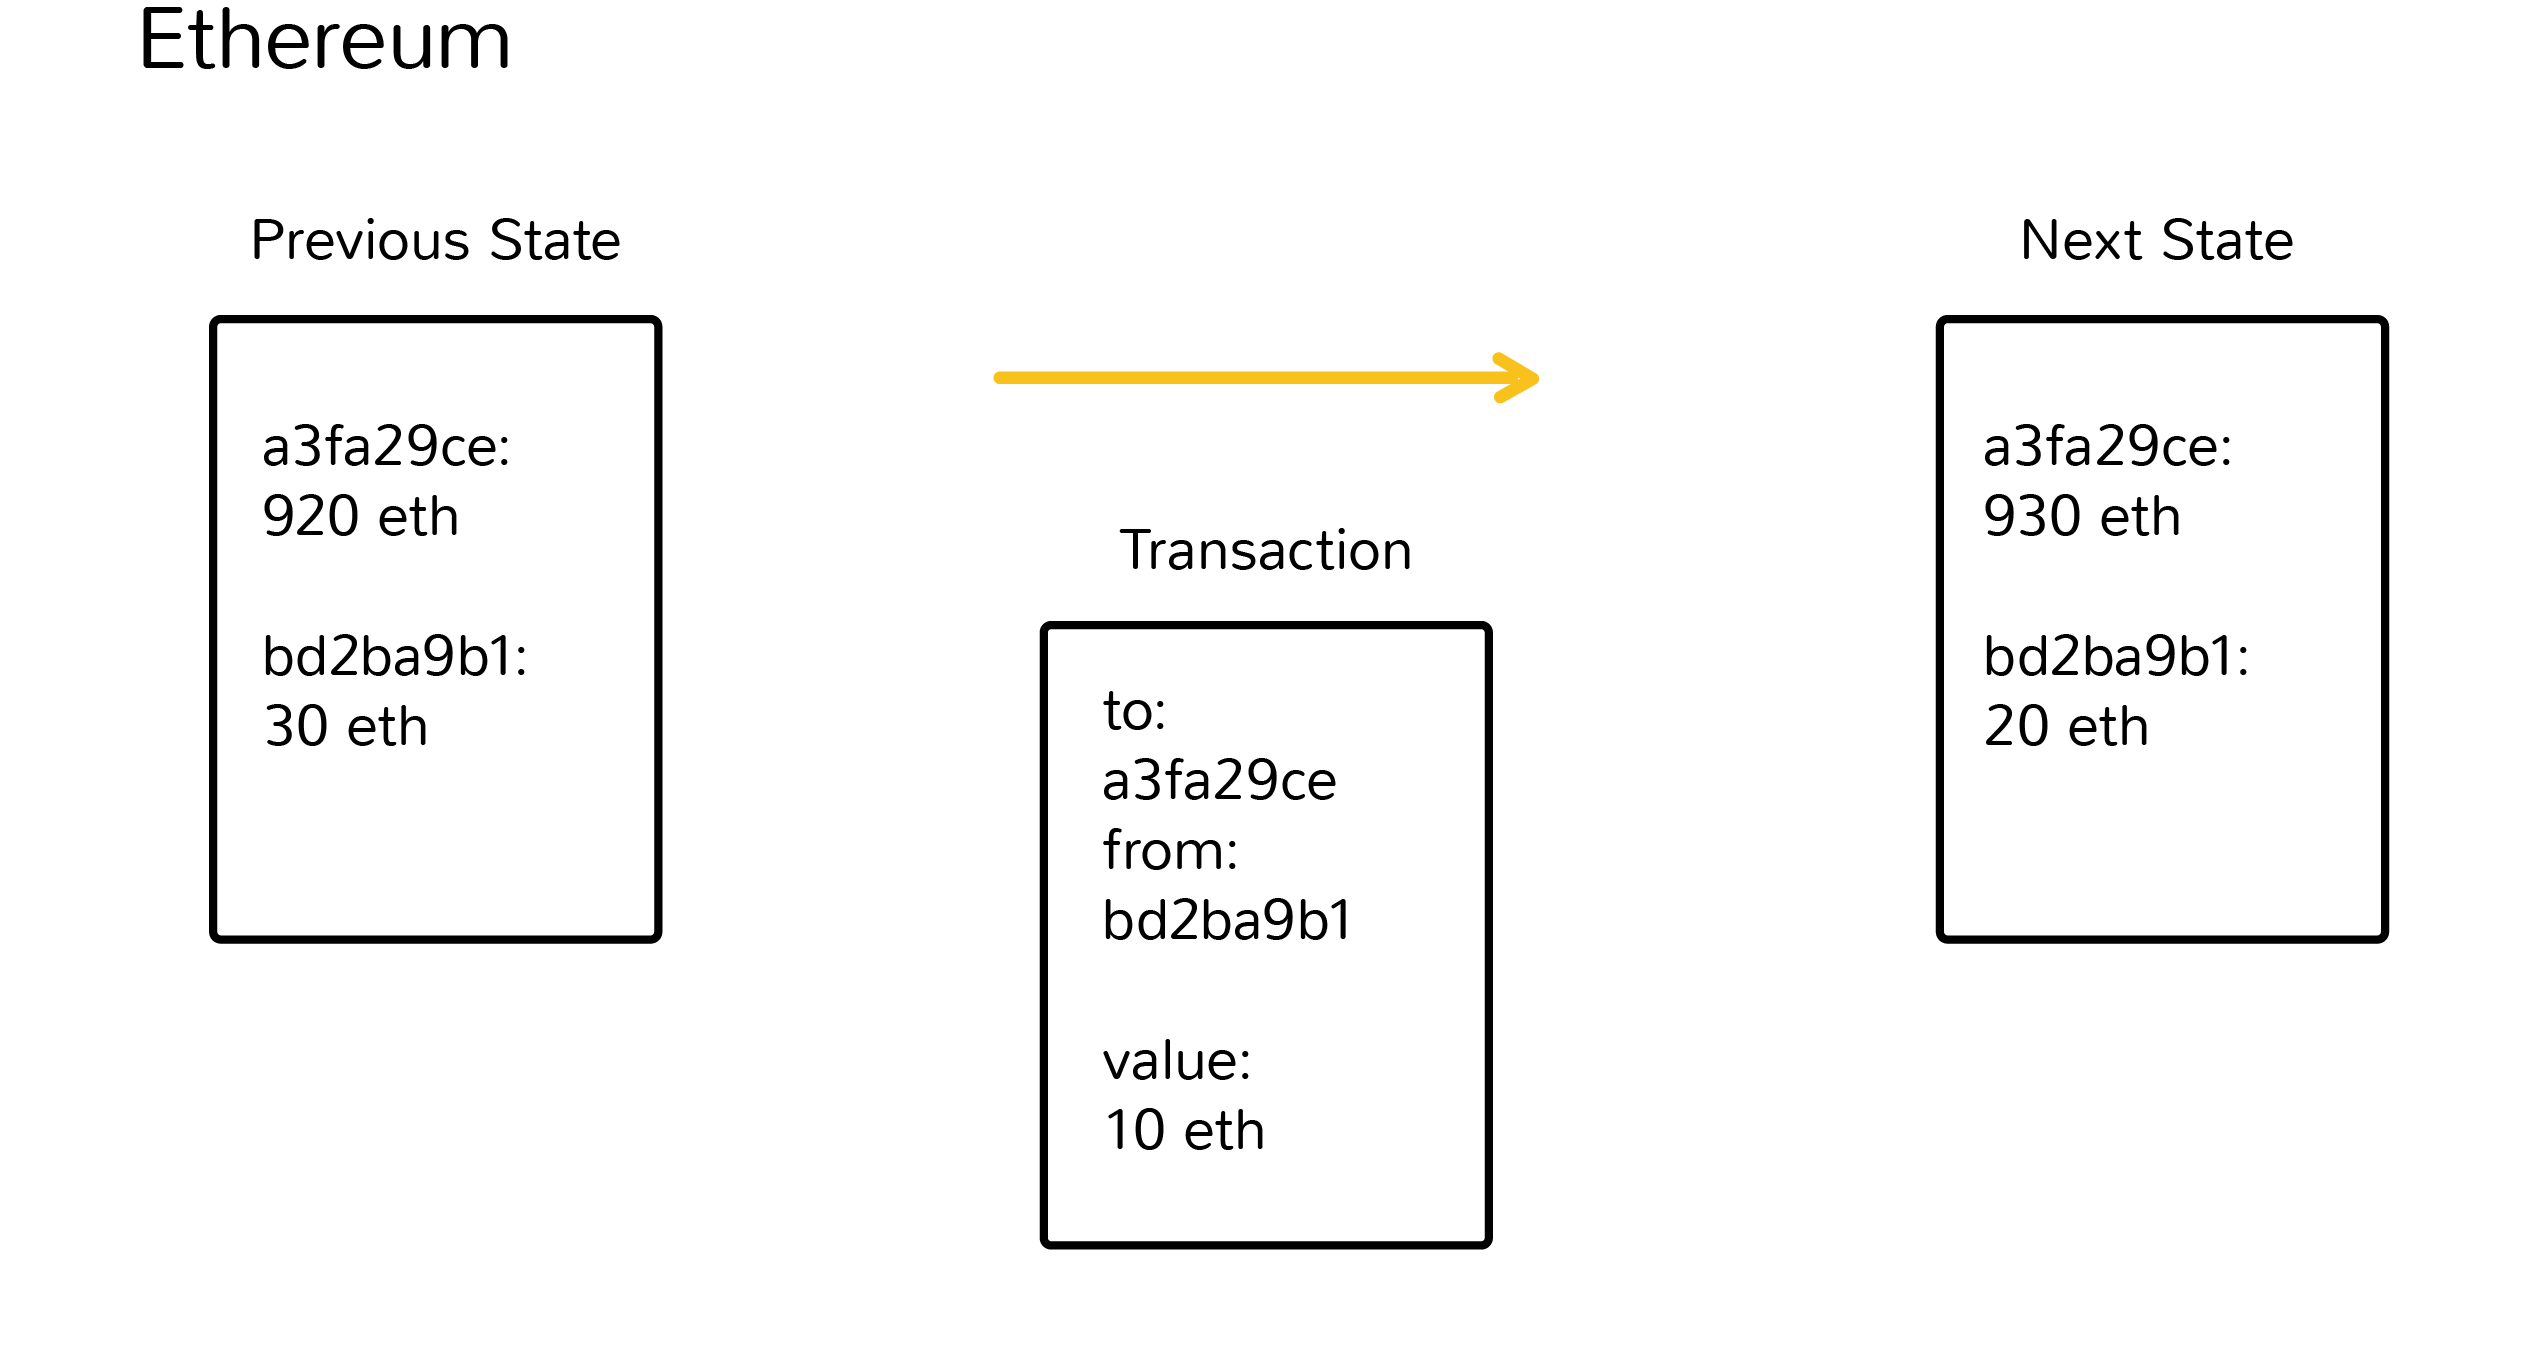 Ethereum
Previous State
a3fa29ce:
920 eth
bd2ba9b1:
30 eth
Transaction
to:
a3fa29ce
from:
bd2ba9b1
value:
10 eth
Next State
a3fa29ce:
930 eth
bd2ba9b1:
20 eth